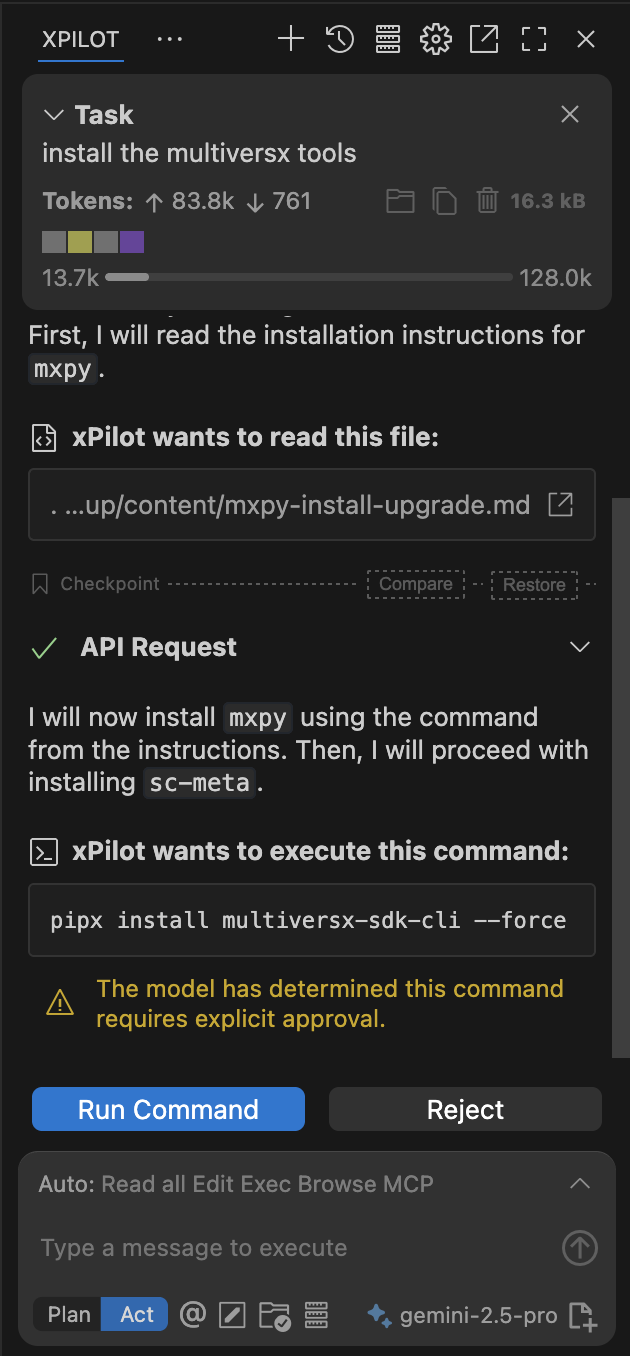 XPILOT ...
Task
install the multiversx tools
Tokens: ↑ 83.8k ↓ 761 16.3 kB
13.7k 128.0k
First, I will read the installation instructions for
mxpy.
xPilot wants to read this file:
. ...up/content/mxpy-install-upgrade.md
Checkpoint Compare Restore
API Request
I will now install mxpy using the command
from the instructions. Then, I will proceed with
installing sc-meta.
xPilot wants to execute this command:
pipx install multiversx-sdk-cli --force
The model has determined this command
requires explicit approval.
Run Command Reject
Auto: Read all Edit Exec Browse MCP
Type a message to execute
Plan Act @ gemini-2.5-pro